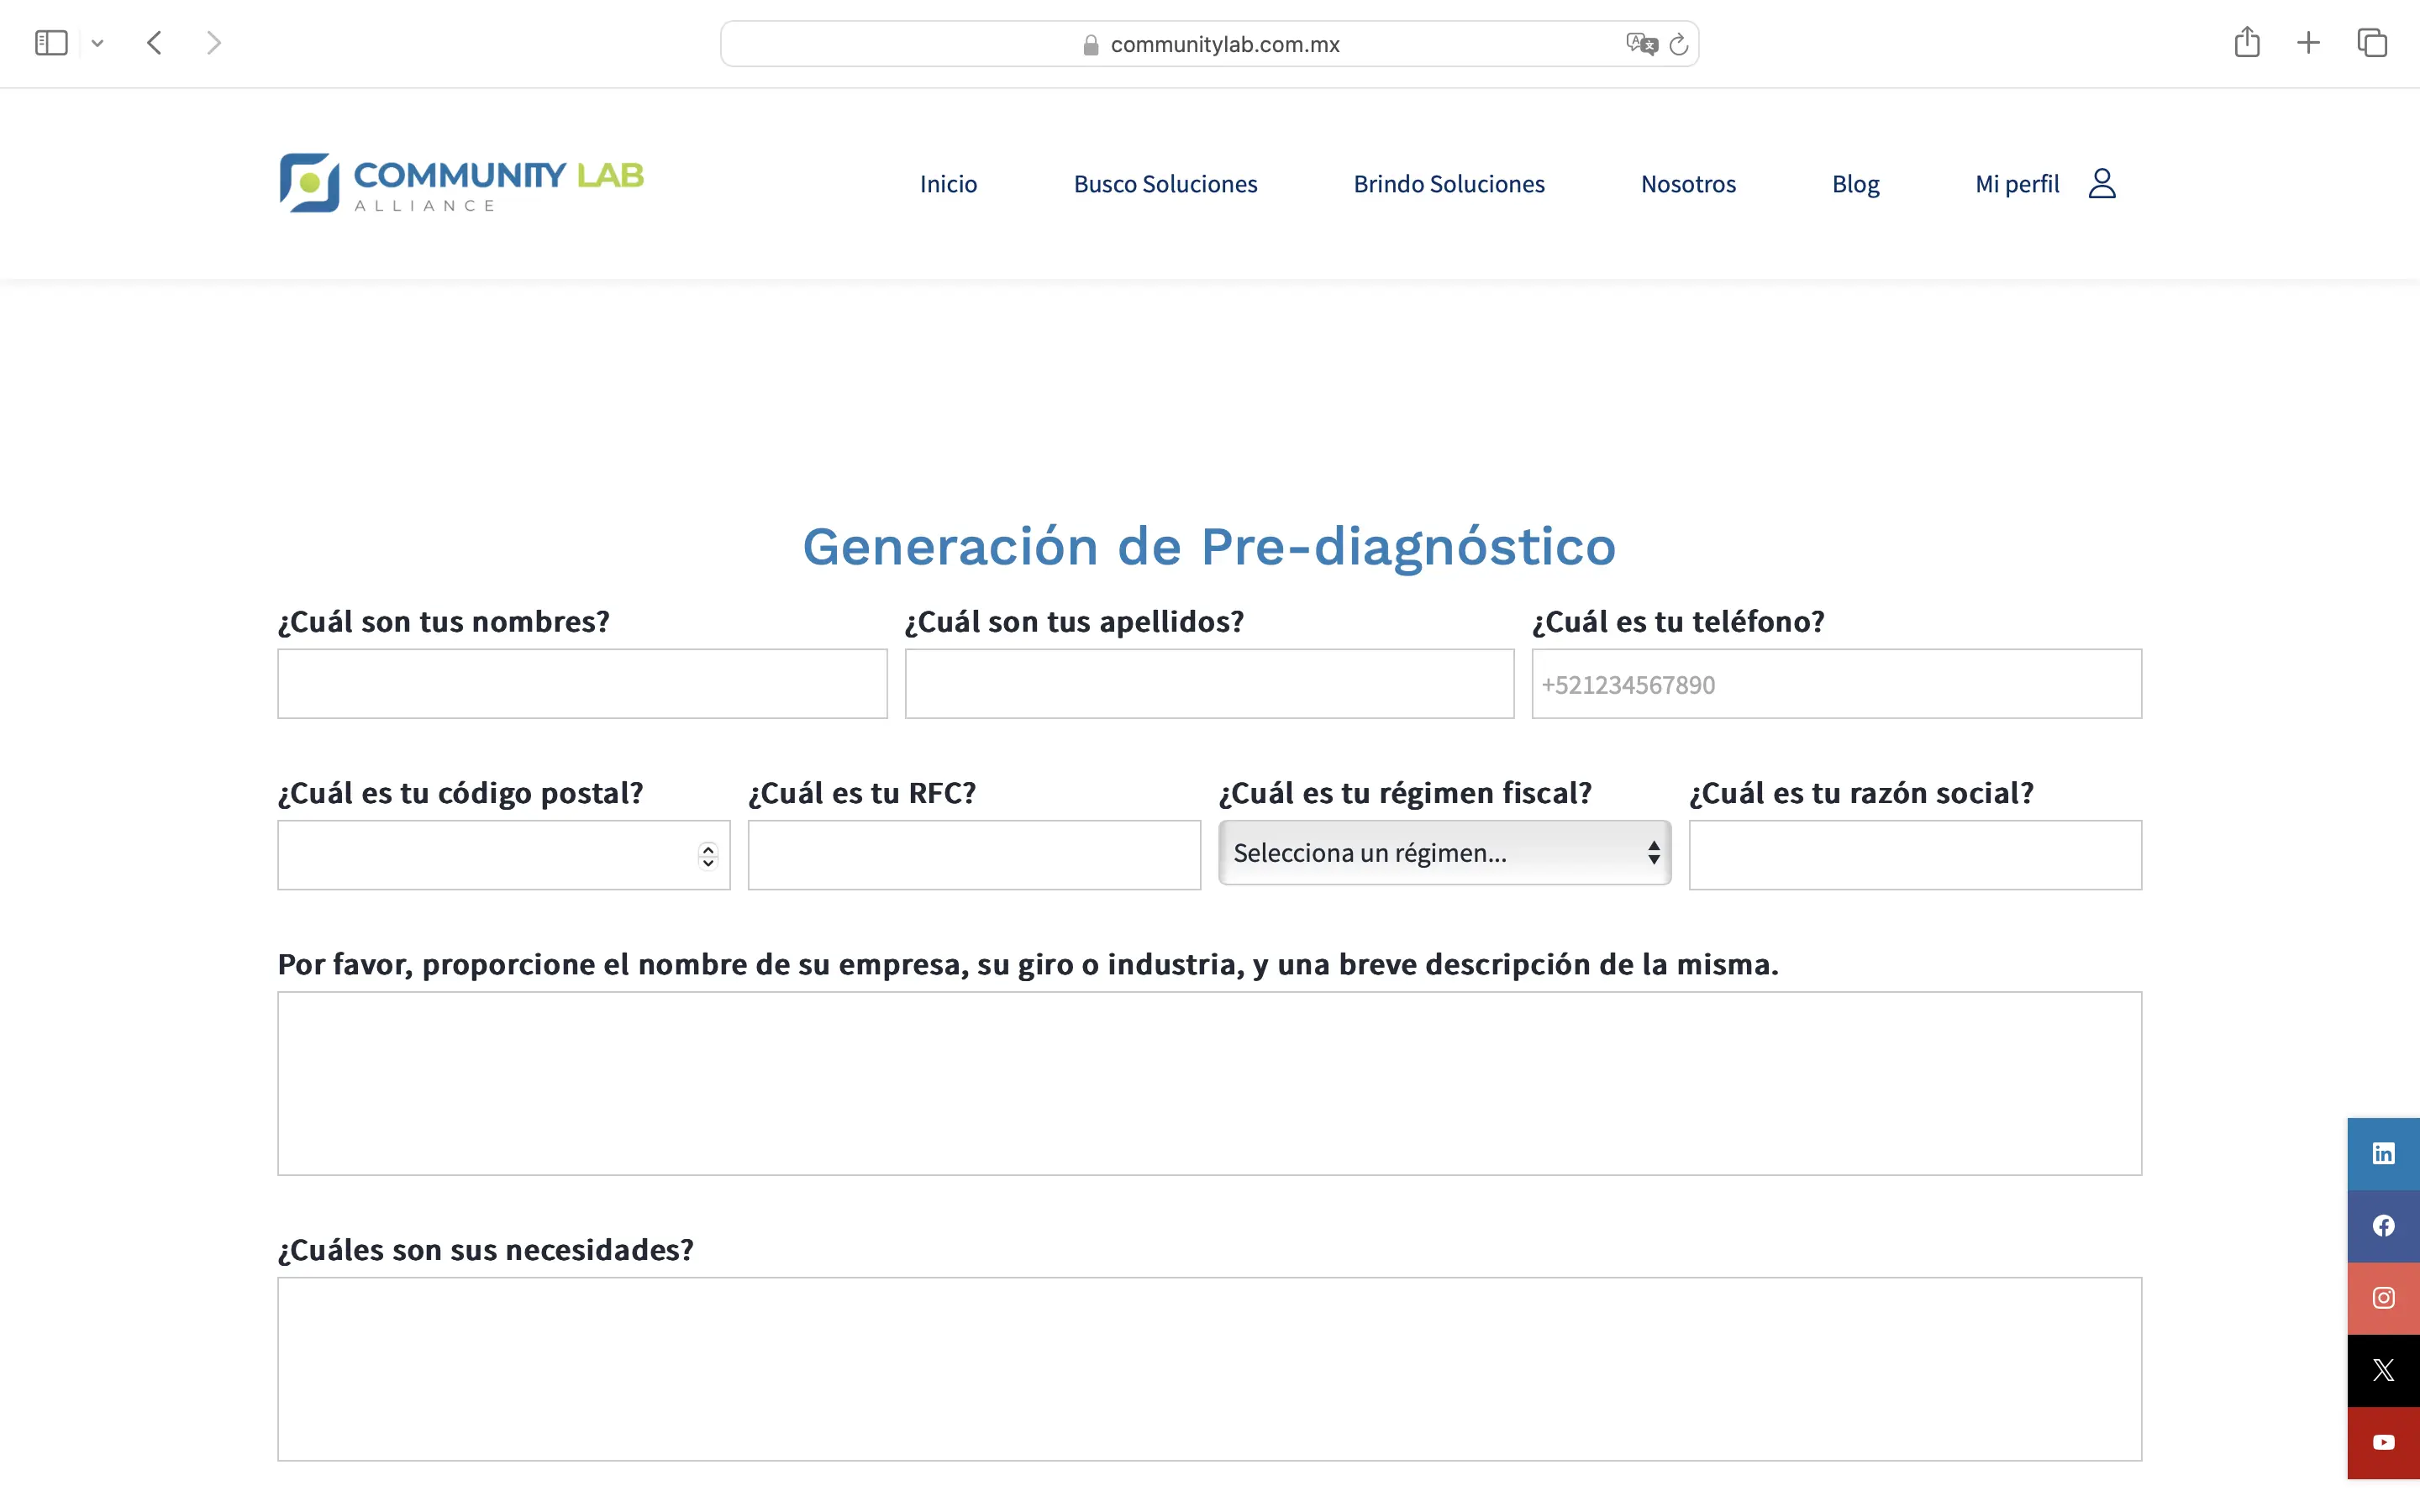 communitylab.com.mx
COMMUNITY LAB
ALLIANCE
Inicio
Busco Soluciones
Brindo Soluciones
Nosotros
Blog
Mi perfil
Generación de Pre-diagnóstico
¿Cuál son tus nombres?
¿Cuál son tus apellidos?
¿Cuál es tu teléfono?
+521234567890
¿Cuál es tu código postal?
¿Cuál es tu RFC?
¿Cuál es tu régimen fiscal?
¿Cuál es tu razón social?
Selecciona un régimen...
Por favor, proporcione el nombre de su empresa, su giro o industria, y una breve descripción de la misma.
¿Cuáles son sus necesidades?